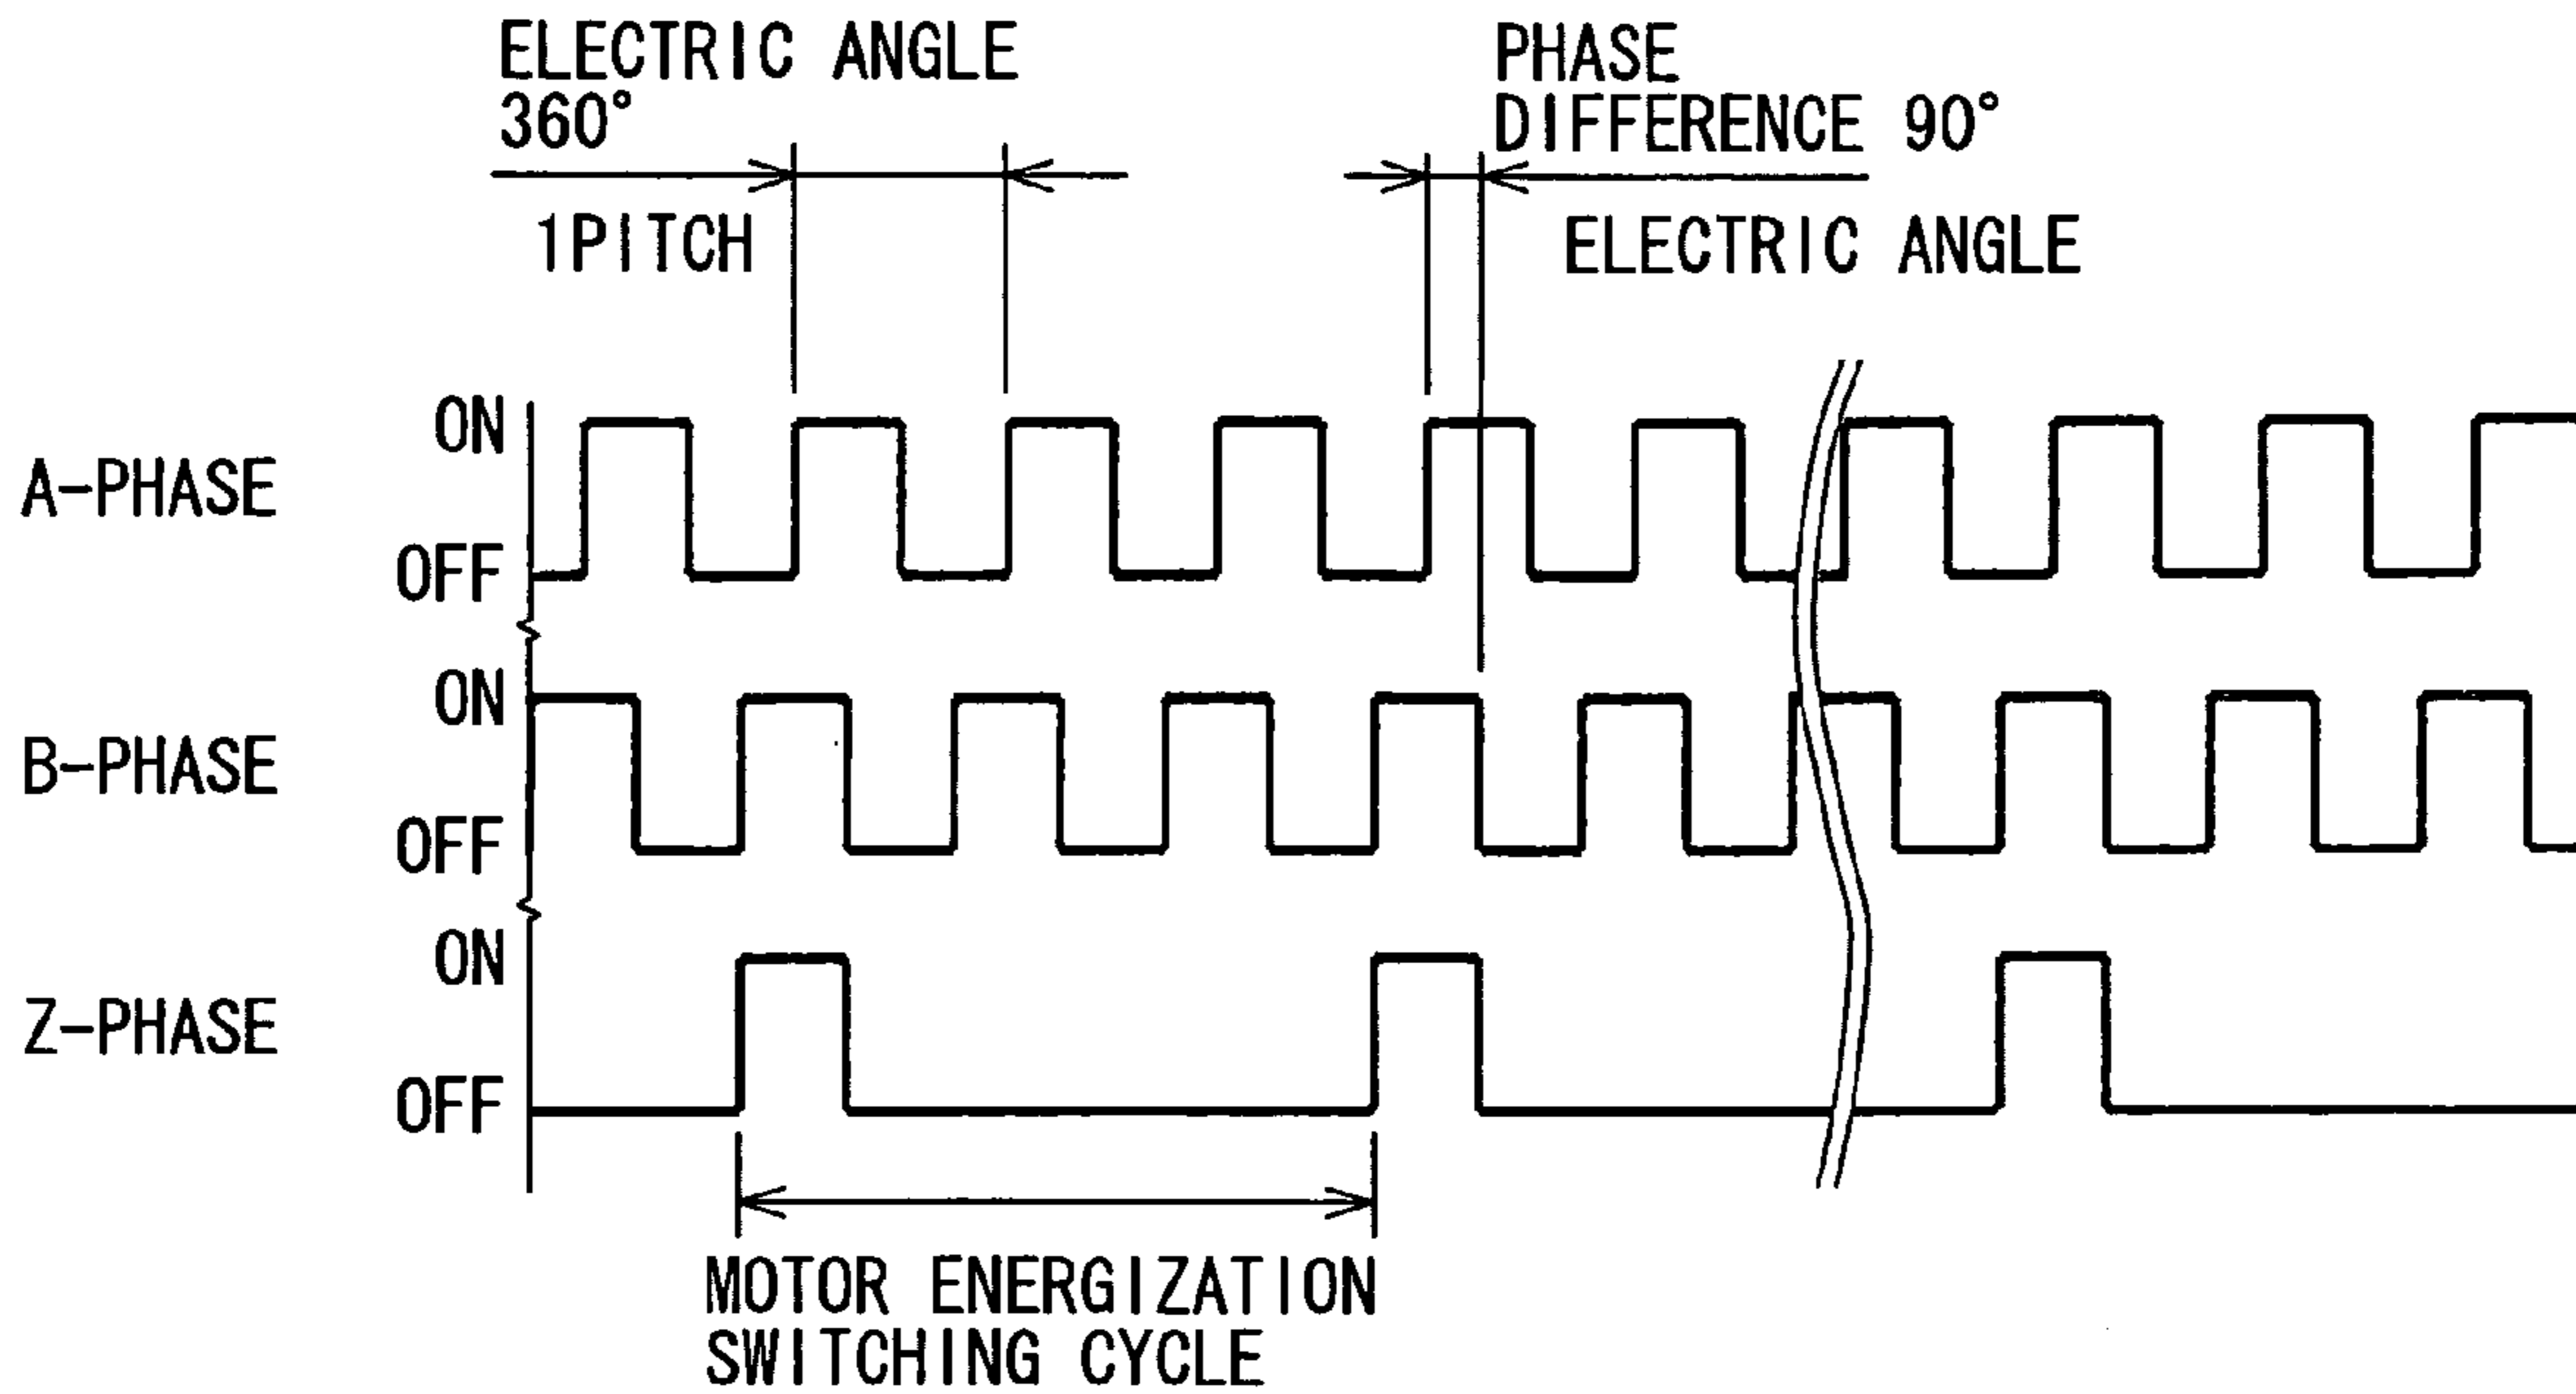 ELECTRIC ANGLE
360°
1PITCH
PHASE
DIFFERENCE 90°
ELECTRIC ANGLE
ON
A-PHASE
OFF
ON
B-PHASE
OFF
ON
Z-PHASE
OFF
MOTOR ENERGIZATION
SWITCHING CYCLE